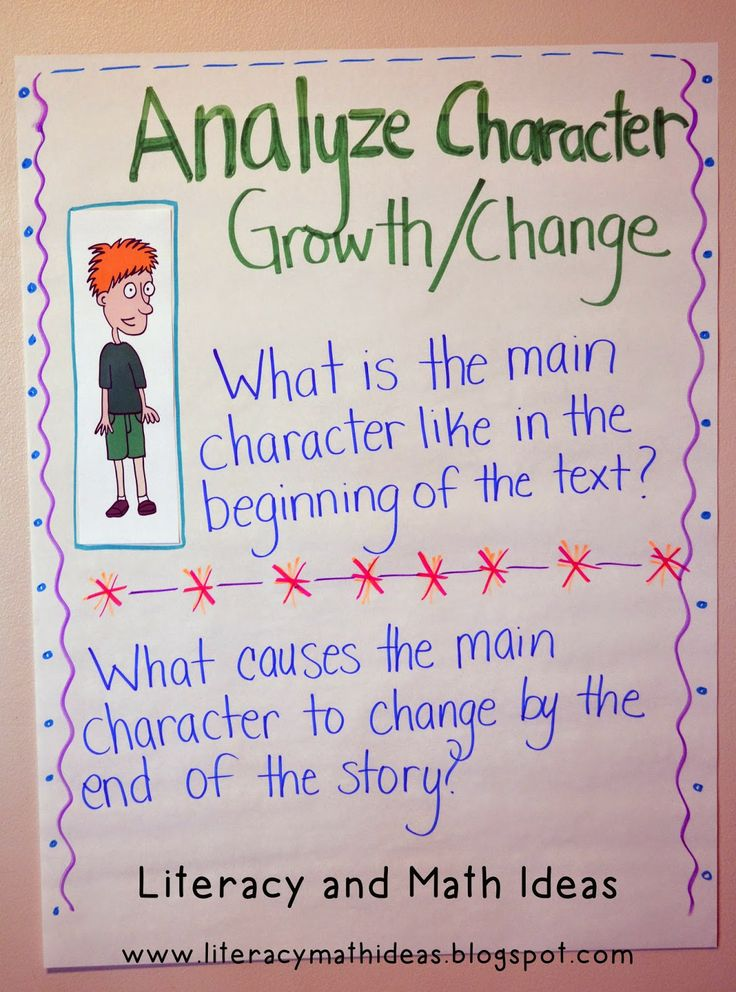 Analyze Character
Growth/Change
What is the main
character like in the
beginning of the text?
What causes the main
character to change by the
end of the story?
Literacy and Math Ideas
www.literacymathideas.blogspot.com